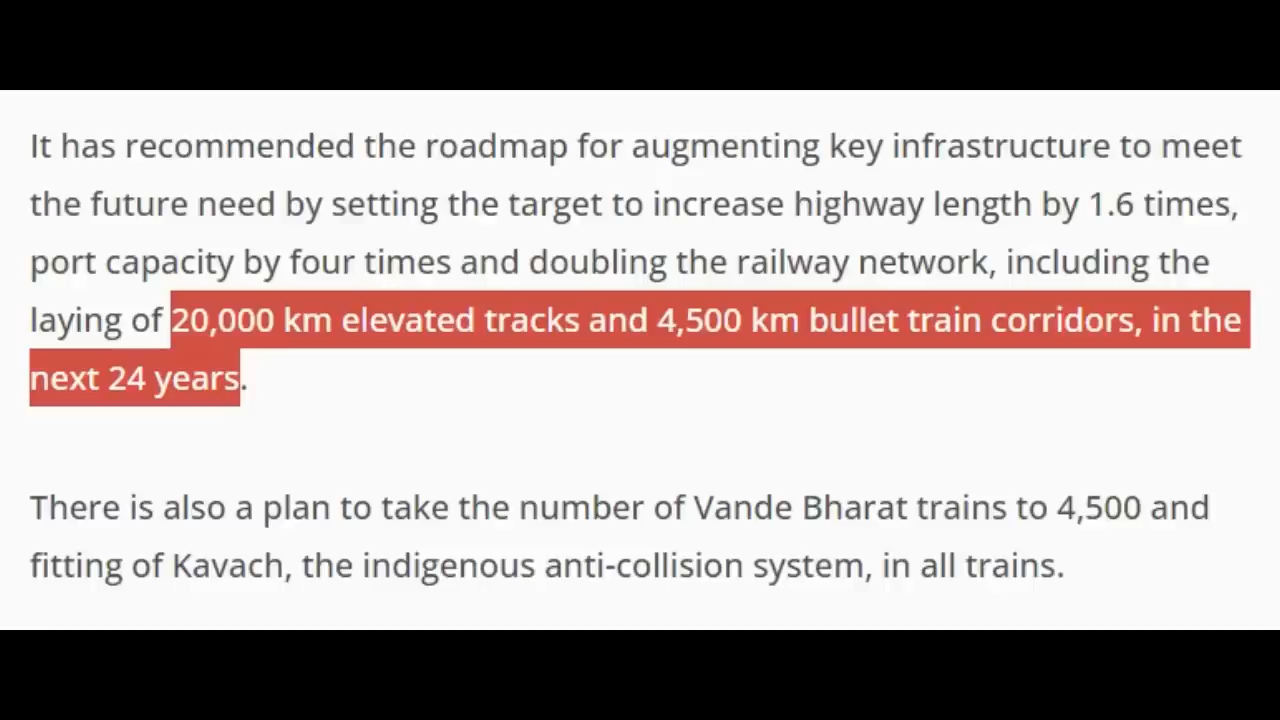 It has recommended the roadmap for augmenting key infrastructure to meet
the future need by setting the target to increase highway length by 1.6 times,
port capacity by four times and doubling the railway network, including the
laying of 20,000 km elevated tracks and 4,500 km bullet train corridors, in the
next 24 years.
There is also a plan to take the number of Vande Bharat trains to 4,500 and
fitting of Kavach, the indigenous anti-collision system, in all trains.